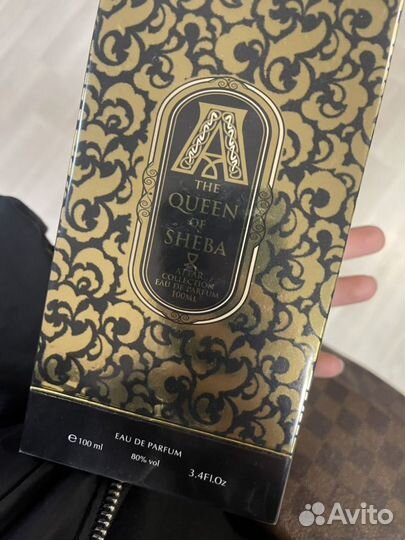 A
THE
QUEEN
OF
SHEBA
ATTAR
COLLECTION
EAU DE PARFUM
100ML
EAU DE PARFUM
℮ 100 ml
80% vol
3.4Fl.Oz
Avito